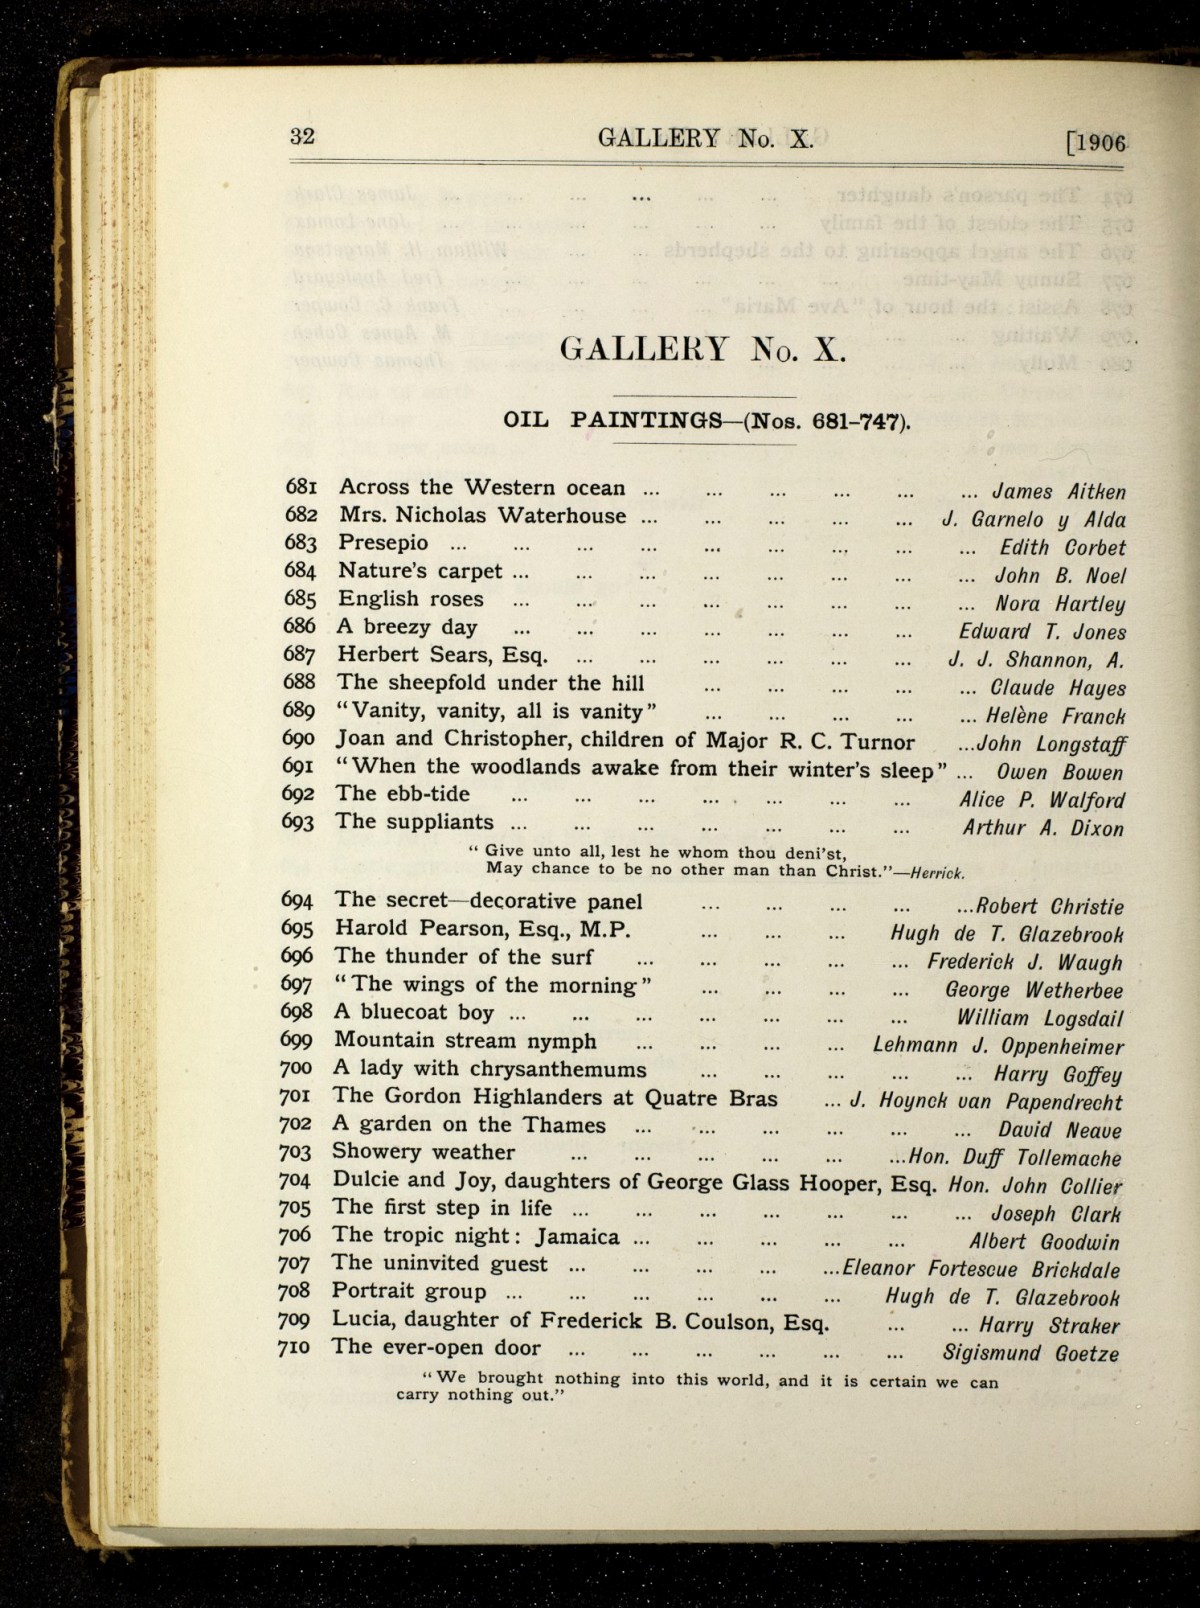 32 GALLERY No. X. [1906
GALLERY No. X.
OIL PAINTINGS—(Nos. 681–747).
681 Across the Western ocean ... ... ... ... ... ... James Aitken
682 Mrs. Nicholas Waterhouse ... ... ... ... ... J. Garnelo y Alda
683 Presepio ... ... ... ... ... ... ... ... ... Edith Corbet
684 Nature's carpet ... ... ... ... ... ... ... ... John B. Noel
685 English roses ... ... ... ... ... ... ... ... Nora Hartley
686 A breezy day ... ... ... ... ... ... ... Edward T. Jones
687 Herbert Sears, Esq. ... ... ... ... ... ... J. J. Shannon, A.
688 The sheepfold under the hill ... ... ... ... ... Claude Hayes
689 "Vanity, vanity, all is vanity" ... ... ... ... ... Helène Franck
690 Joan and Christopher, children of Major R. C. Turnor ...John Longstaff
691 "When the woodlands awake from their winter's sleep" ... Owen Bowen
692 The ebb-tide ... ... ... ... ... ... ... Alice P. Walford
693 The suppliants ... ... ... ... ... ... ... Arthur A. Dixon
"Give unto all, lest he whom thou deni'st,
May chance to be no other man than Christ."—Herrick.
694 The secret—decorative panel ... ... ... ... ...Robert Christie
695 Harold Pearson, Esq., M.P. ... ... ... Hugh de T. Glazebrook
696 The thunder of the surf ... ... ... ... ... Frederick J. Waugh
697 "The wings of the morning" ... ... ... ... George Wetherbee
698 A bluecoat boy ... ... ... ... ... ... ... William Logsdail
699 Mountain stream nymph ... ... ... ... Lehmann J. Oppenheimer
700 A lady with chrysanthemums ... ... ... ... ... Harry Goffey
701 The Gordon Highlanders at Quatre Bras ... J. Hoynck van Papendrecht
702 A garden on the Thames ... ... ... ... ... ... David Neave
703 Showery weather ... ... ... ... ... ...Hon. Duff Tollemache
704 Dulcie and Joy, daughters of George Glass Hooper, Esq. Hon. John Collier
705 The first step in life ... ... ... ... ... ... ... Joseph Clark
706 The tropic night: Jamaica ... ... ... ... ... Albert Goodwin
707 The uninvited guest ... ... ... ... ...Eleanor Fortescue Brickdale
708 Portrait group ... ... ... ... ... ... Hugh de T. Glazebrook
709 Lucia, daughter of Frederick B. Coulson, Esq. ... ... Harry Straker
710 The ever-open door ... ... ... ... ... ... Sigismund Goetze
"We brought nothing into this world, and it is certain we can
carry nothing out."